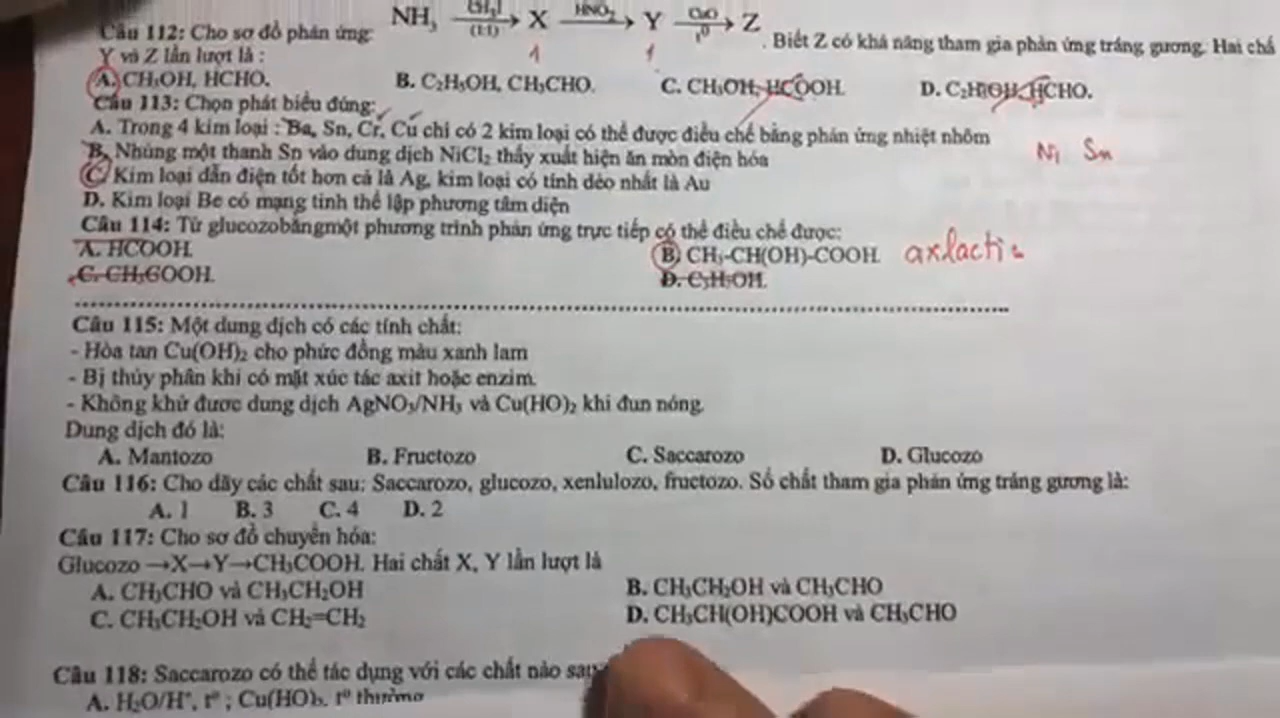 Câu 112: Cho sơ đồ phản ứng: NH₃ CH₃I (1:1) → X HNO₂ → Y CuO t⁰ → Z . Biết Z có khả năng tham gia phản ứng tráng gương. Hai chấ
1 1
Y và Z lần lượt là :
A. CH₃OH, HCHO. B. C₂H₅OH, CH₃CHO. C. CH₃OH, HCOOH. D. C₂H₅OH, HCHO.
Câu 113: Chọn phát biểu đúng:
A. Trong 4 kim loại : Ba, Sn, Cr, Cu chỉ có 2 kim loại có thể được điều chế bằng phản ứng nhiệt nhôm
B. Nhúng một thanh Sn vào dung dịch NiCl₂ thấy xuất hiện ăn mòn điện hóa Ni Sn
C. Kim loại dẫn điện tốt hơn cả là Ag, kim loại có tính dẻo nhất là Au
D. Kim loại Be có mạng tinh thể lập phương tâm diện
Câu 114: Từ glucozobằngmột phương trình phản ứng trực tiếp có thể điều chế được:
A. HCOOH. B. CH₃-CH(OH)-COOH. axlactic
C. CH₃COOH. D. C₃H₇OH.
Câu 115: Một dung dịch có các tính chất:
- Hòa tan Cu(OH)₂ cho phức đồng màu xanh lam
- Bị thủy phân khi có mặt xúc tác axit hoặc enzim.
- Không khử được dung dịch AgNO₃/NH₃ và Cu(HO)₂ khi đun nóng.
Dung dịch đó là:
A. Mantozo B. Fructozo C. Saccarozo D. Glucozo
Câu 116: Cho dãy các chất sau: Saccarozo, glucozo, xenlulozo, fructozo. Số chất tham gia phản ứng tráng gương là:
A. 1 B. 3 C. 4 D. 2
Câu 117: Cho sơ đồ chuyển hóa:
Glucozo →X→Y→CH₃COOH. Hai chất X, Y lần lượt là
A. CH₃CHO và CH₃CH₂OH B. CH₃CH₂OH và CH₃CHO
C. CH₃CH₂OH và CH₂=CH₂ D. CH₃CH(OH)COOH và CH₃CHO
Câu 118: Saccarozo có thể tác dụng với các chất nào sau
A. H₂O/H⁺, t⁰ ; Cu(HO)₂, t⁰ thường